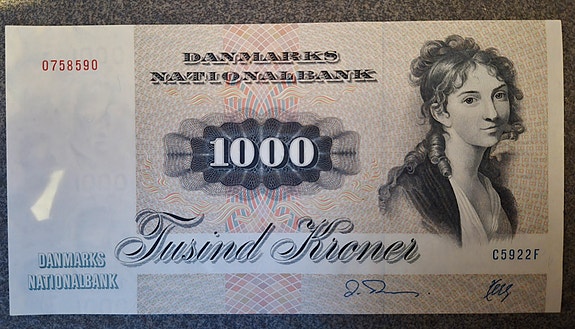 0758590
DANMARKS
NATIONALBANK
1000
Tusind Kroner
C5922F
DANMARKS
NATIONALBANK